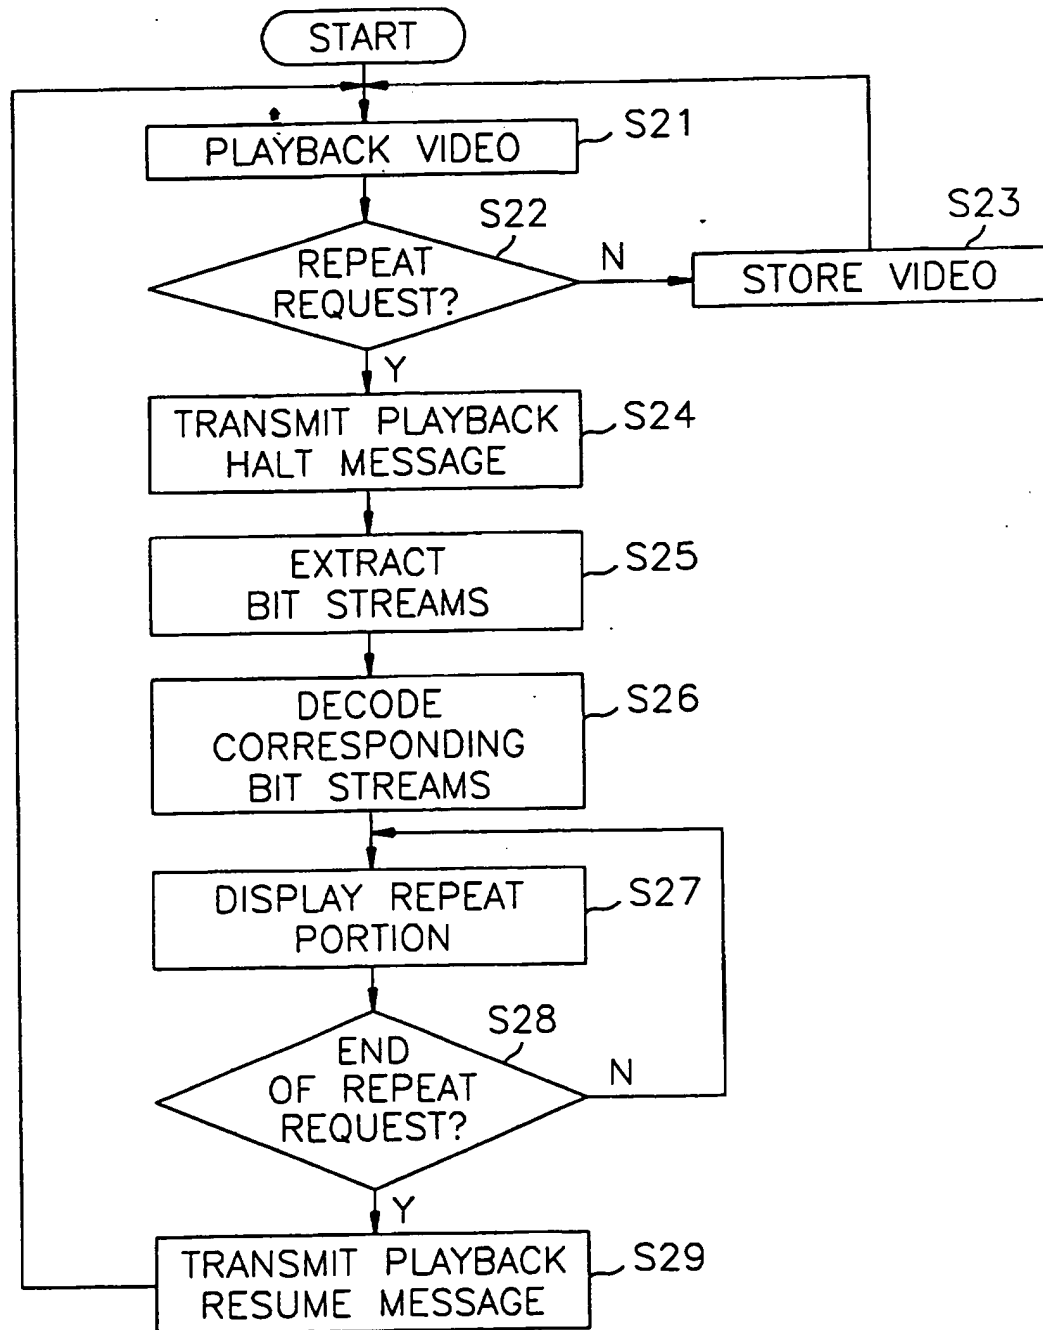 START
PLAYBACK VIDEO
S21
S22
REPEAT
REQUEST?
N
S23
STORE VIDEO
Y
TRANSMIT PLAYBACK
HALT MESSAGE
S24
EXTRACT
BIT STREAMS
S25
DECODE
CORRESPONDING
BIT STREAMS
S26
DISPLAY REPEAT
PORTION
S27
S28
END
OF REPEAT
REQUEST?
N
Y
TRANSMIT PLAYBACK
RESUME MESSAGE
S29